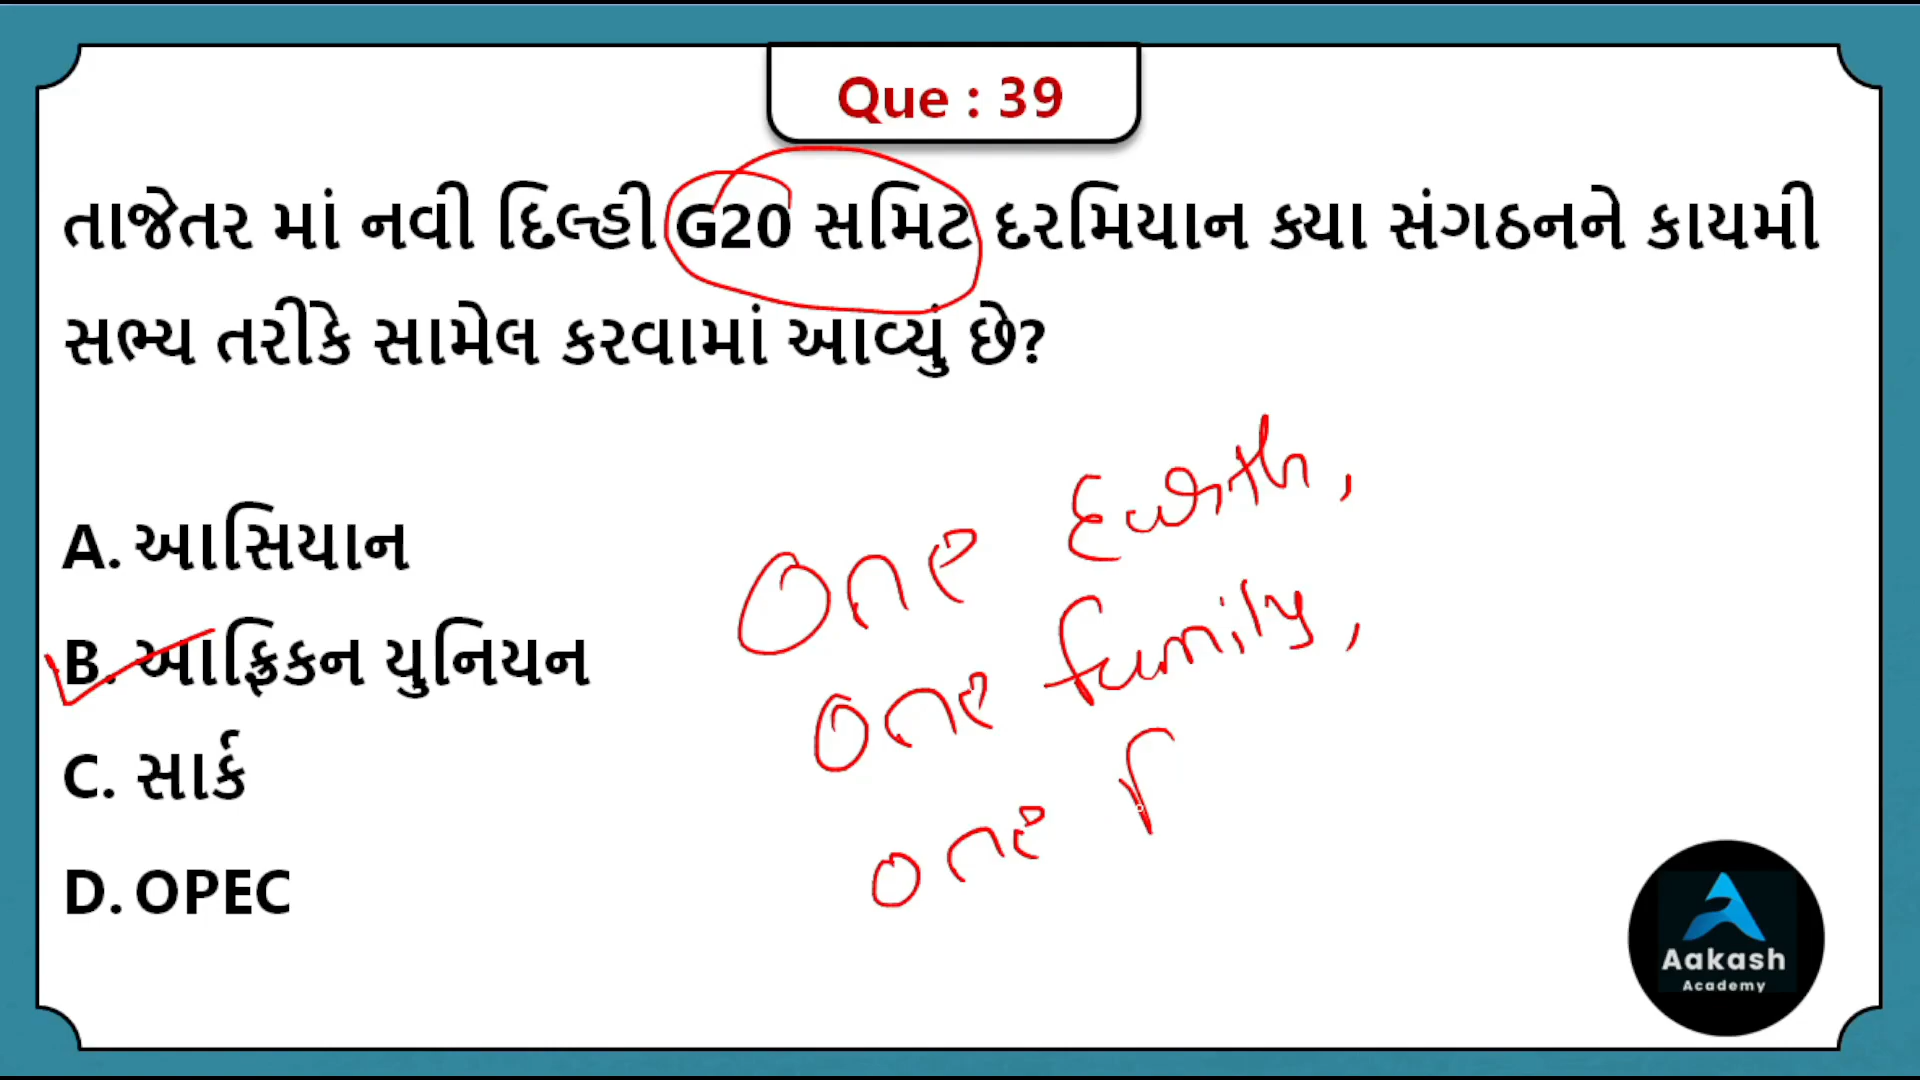 Que : 39
તાજેતર માં નવી દિલ્હી G20 સમિટ દરમિયાન ક્યા સંગઠનને કાયમી
સભ્ય તરીકે સામેલ કરવામાં આવ્યું છે?
A. આસિયાન
B. આફ્રિકન યુનિયન
C. સાર્ક
D. OPEC
One Earth,
One family,
One
Aakash
Academy